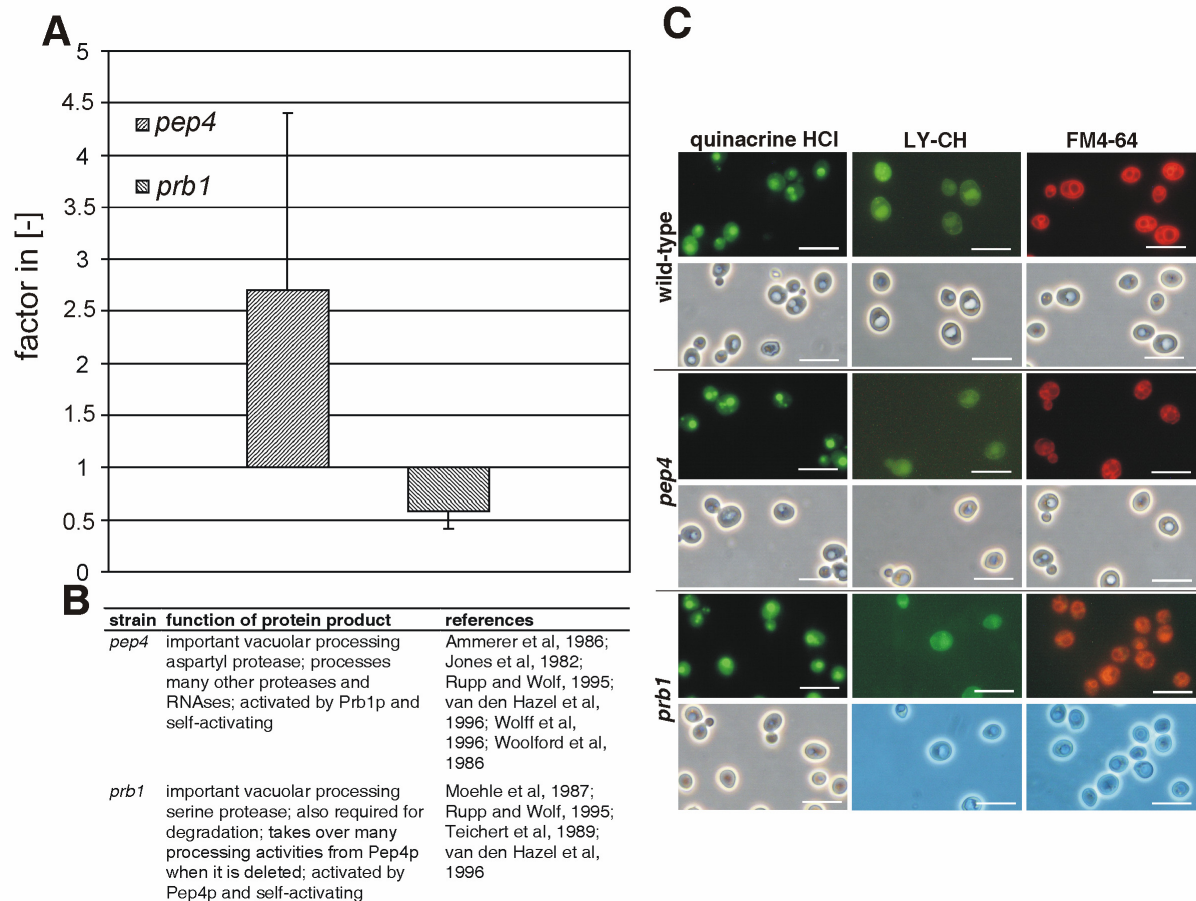 A
5
4.5
4
3.5
3
2.5
2
1.5
1
0.5
0
factor in [-]
pep4
prb1
B
strain function of protein product references
pep4 important vacuolar processing Ammerer et al, 1986;
aspartyl protease; processes Jones et al, 1982;
many other proteases and Rupp and Wolf, 1995;
RNAses; activated by Prb1p and van den Hazel et al,
self-activating 1996; Wolff et al,
1996; Woolford et al,
1986
prb1 important vacuolar processing Moehle et al, 1987;
serine protease; also required for Rupp and Wolf, 1995;
degradation; takes over many Teichert et al, 1989;
processing activities from Pep4p van den Hazel et al,
when it is deleted; activated by 1996
Pep4p and self-activating
C
quinacrine HCl LY-CH FM4-64
wild-type
pep4
prb1